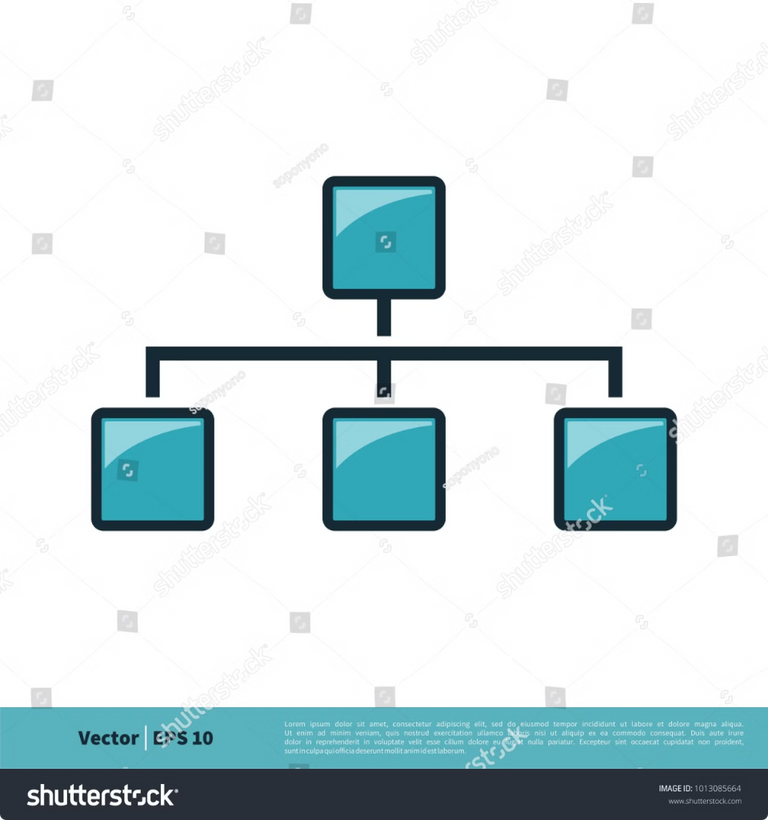 soponyono
soponyono
soponyono
Vector | EPS 10
Lorem ipsum dolor sit amet, consectetur adipiscing elit, sed do eiusmod tempor incididunt ut labore et dolore magna aliqua.
Ut enim ad minim veniam, quis nostrud exercitation ullamco laboris nisi ut aliquip ex ea commodo consequat. Duis aute irure
dolor in reprehenderit in voluptate velit esse cillum dolore eu fugiat nulla pariatur. Excepteur sint occaecat cupidatat non proident,
sunt in culpa qui officia deserunt mollit anim id est laborum.
shutterstock
IMAGE ID: 1013085664
www.shutterstock.com